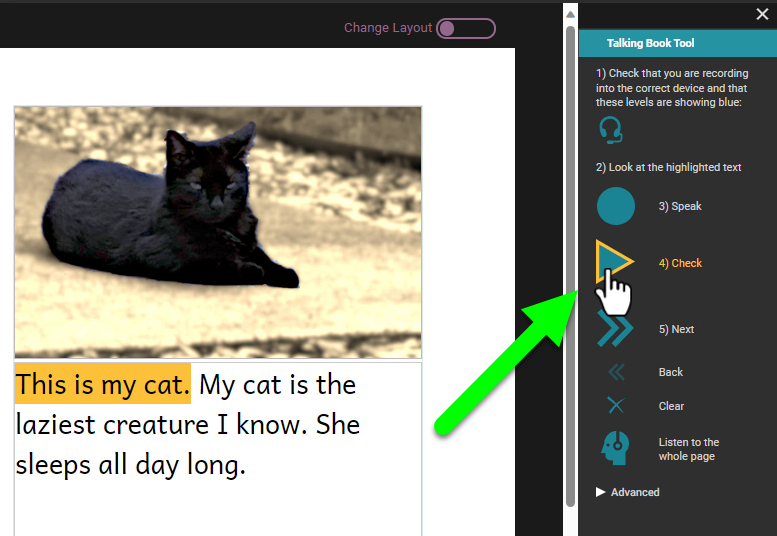 Change Layout
Talking Book Tool
1) Check that you are recording
into the correct device and that
these levels are showing blue:
2) Look at the highlighted text
3) Speak
4) Check
5) Next
Back
Clear
Listen to the
whole page
Advanced
This is my cat. My cat is the
laziest creature I know. She
sleeps all day long.